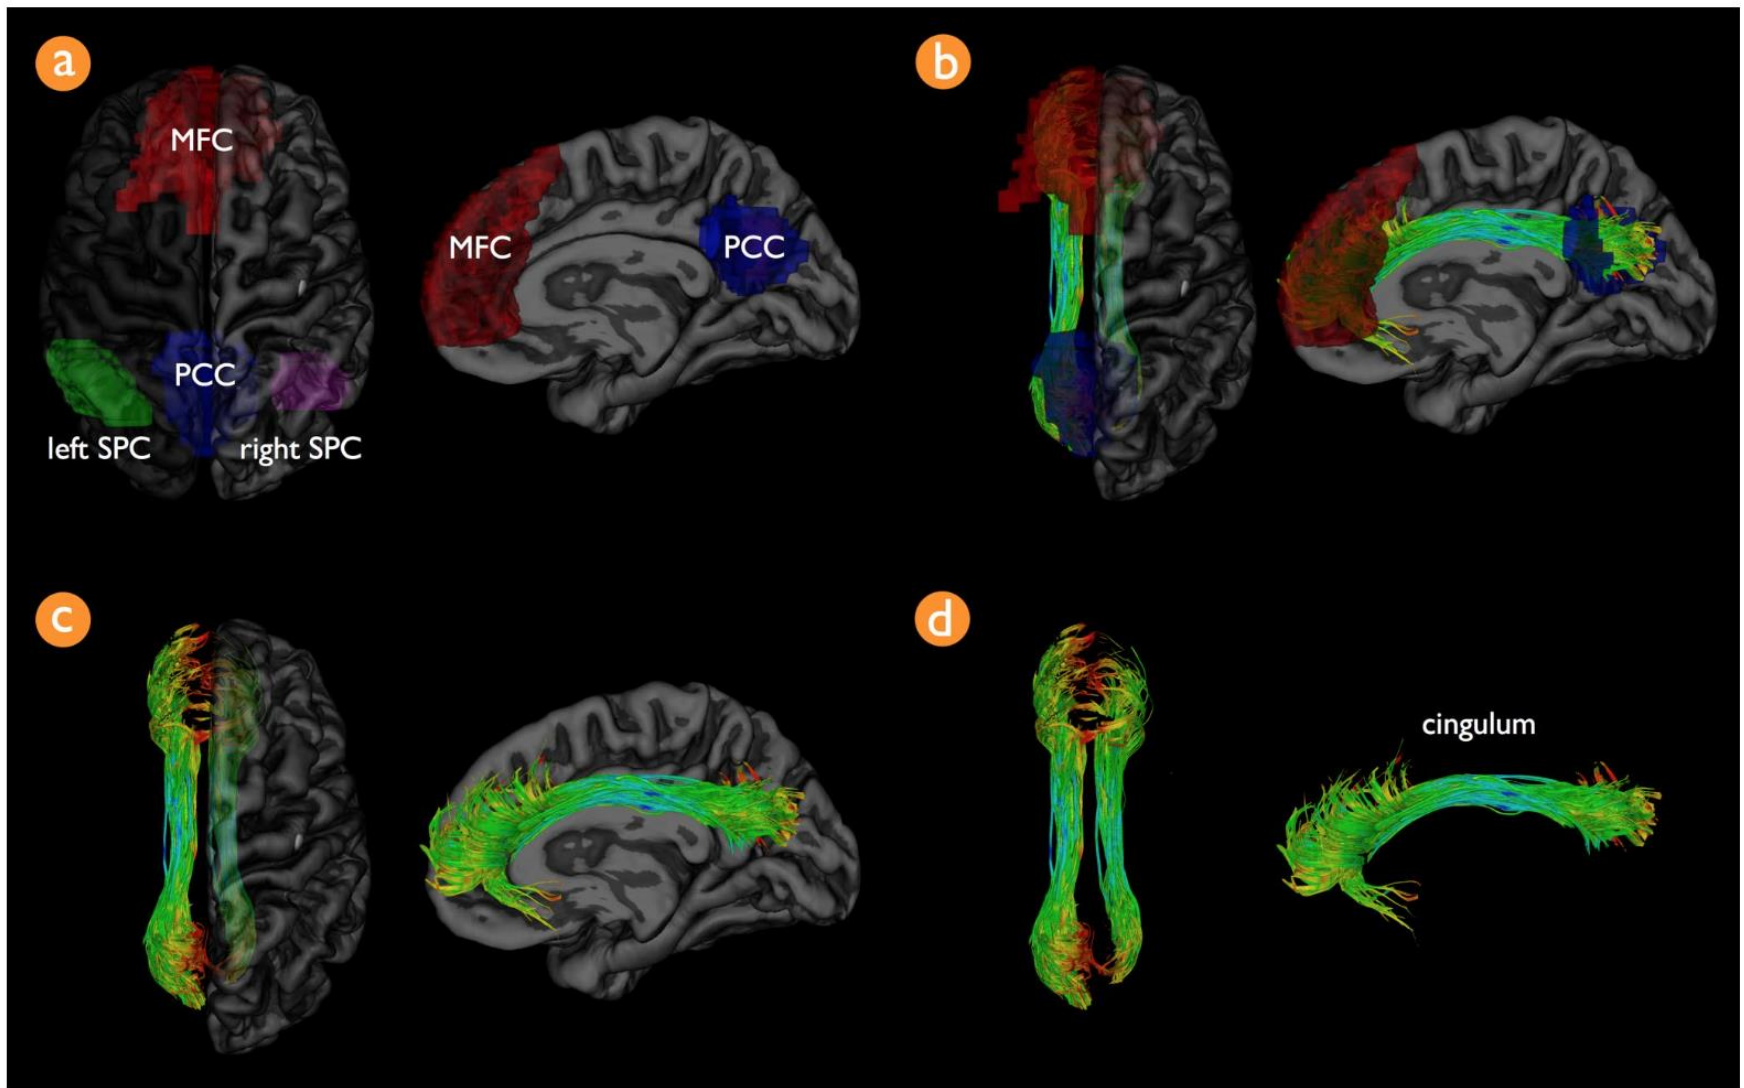 a
MFC
MFC
PCC
PCC
left SPC
right SPC
b
c
d
cingulum